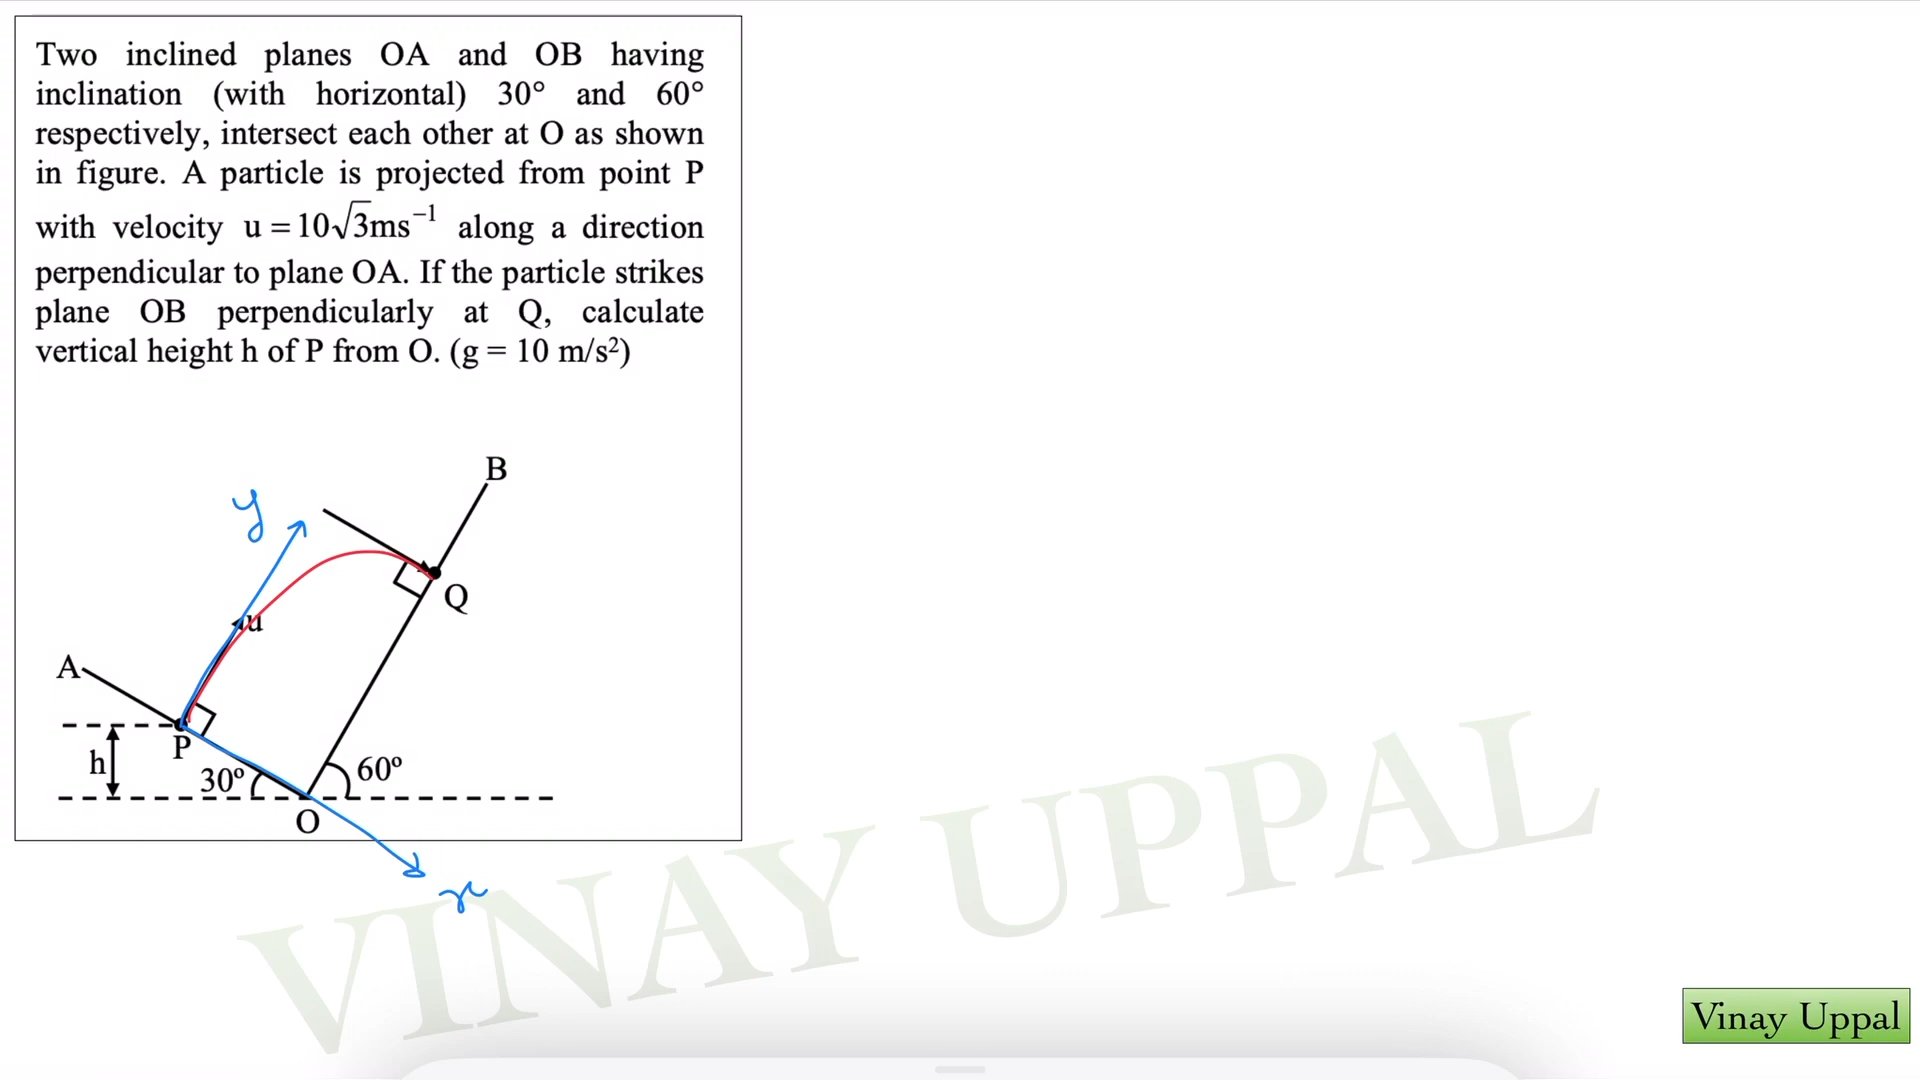 Two inclined planes OA and OB having
inclination (with horizontal) 30° and 60°
respectively, intersect each other at O as shown
in figure. A particle is projected from point P
with velocity u = 10√3ms⁻¹ along a direction
perpendicular to plane OA. If the particle strikes
plane OB perpendicularly at Q, calculate
vertical height h of P from O. (g = 10 m/s²)
B
y
Q
u
A
P
h
30°
60°
O
x
VINAY UPPAL
Vinay Uppal